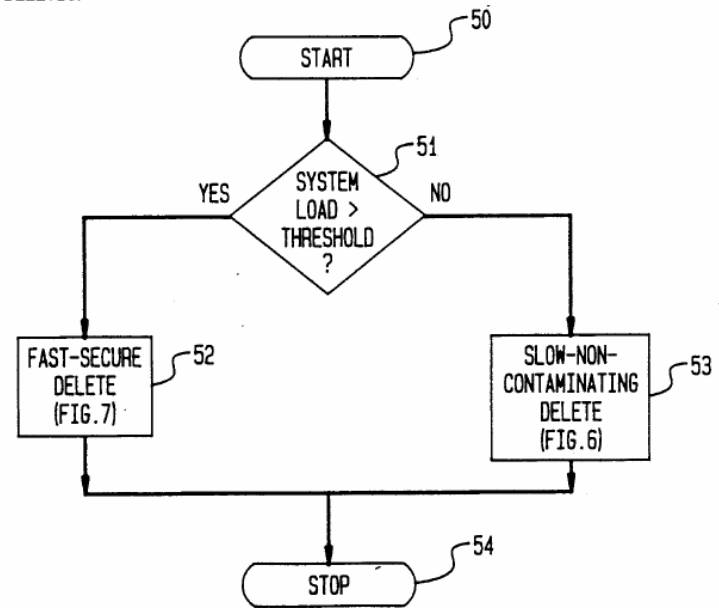 50
START
51
YES
SYSTEM
LOAD >
THRESHOLD
?
NO
FAST-SECURE
DELETE
(FIG.7)
52
SLOW-NON-
CONTAMINATING
DELETE
(FIG.6)
53
54
STOP